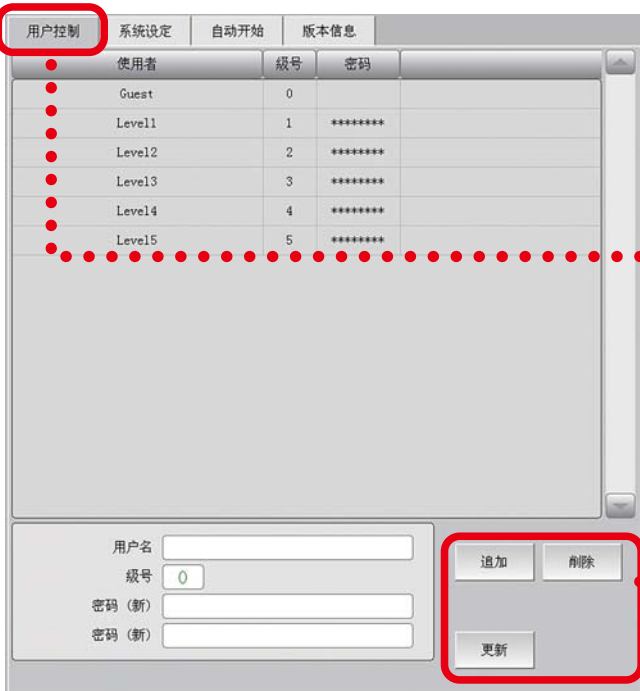 用户控制 系统设定 自动开始 版本信息
使用者 级号 密码
Guest 0
Level1 1 ********
Level2 2 ********
Level3 3 ********
Level4 4 ********
Level5 5 ********
用户名
级号 0
密码（新）
密码（新）
追加 削除
更新